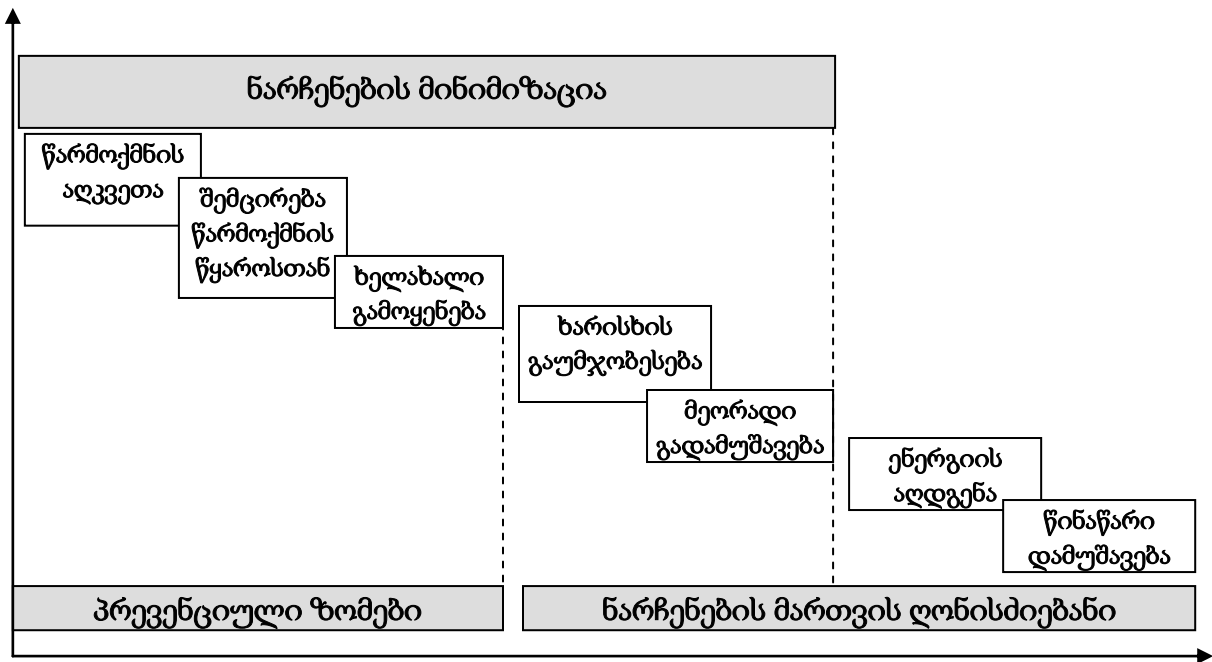 ნარჩენების მინიმიზაცია
წარმოქმნის
აღკვეთა
შემცირება
წარმოქმნის
წყაროსთან
ხელახალი
გამოყენება
ხარისხის
გაუმჯობესება
მეორადი
გადამუშავება
ენერგიის
აღდგენა
წინაწარი
დამუშავება
პრევენციული ზომები
ნარჩენების მართვის ღონისძიებანი